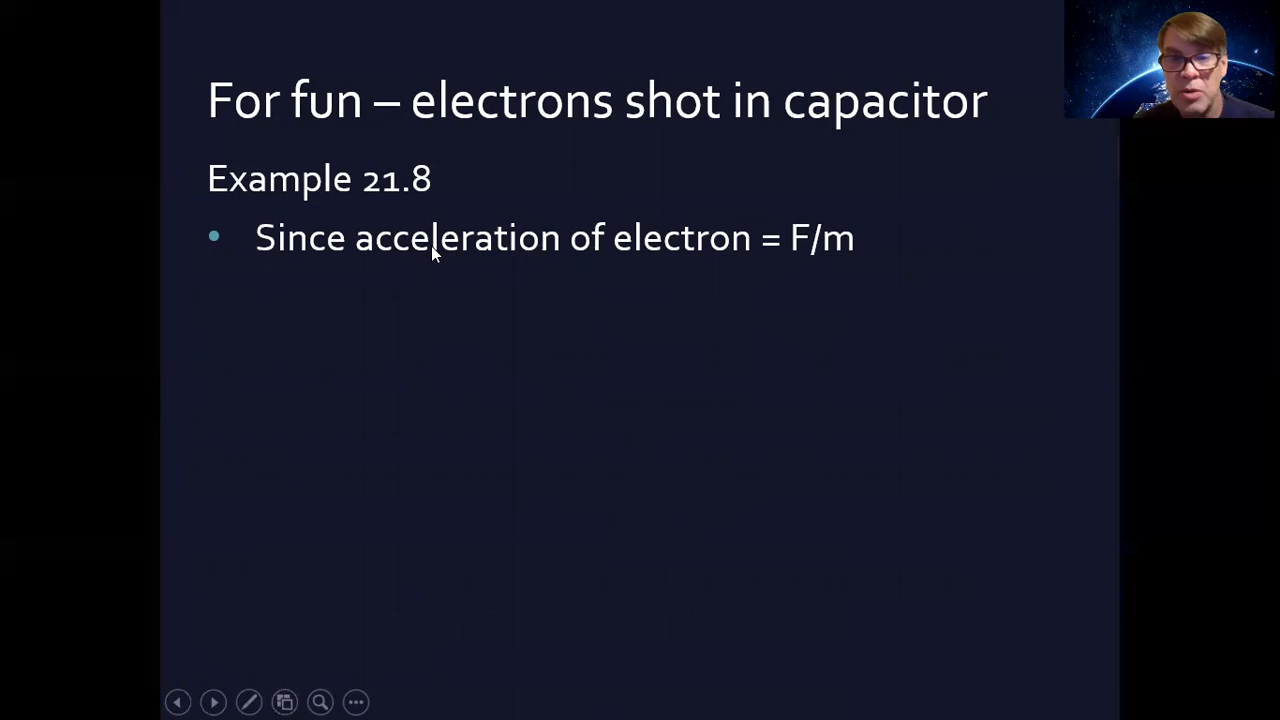 For fun – electrons shot in capacitor
Example 21.8
• Since acceleration of electron = F/m